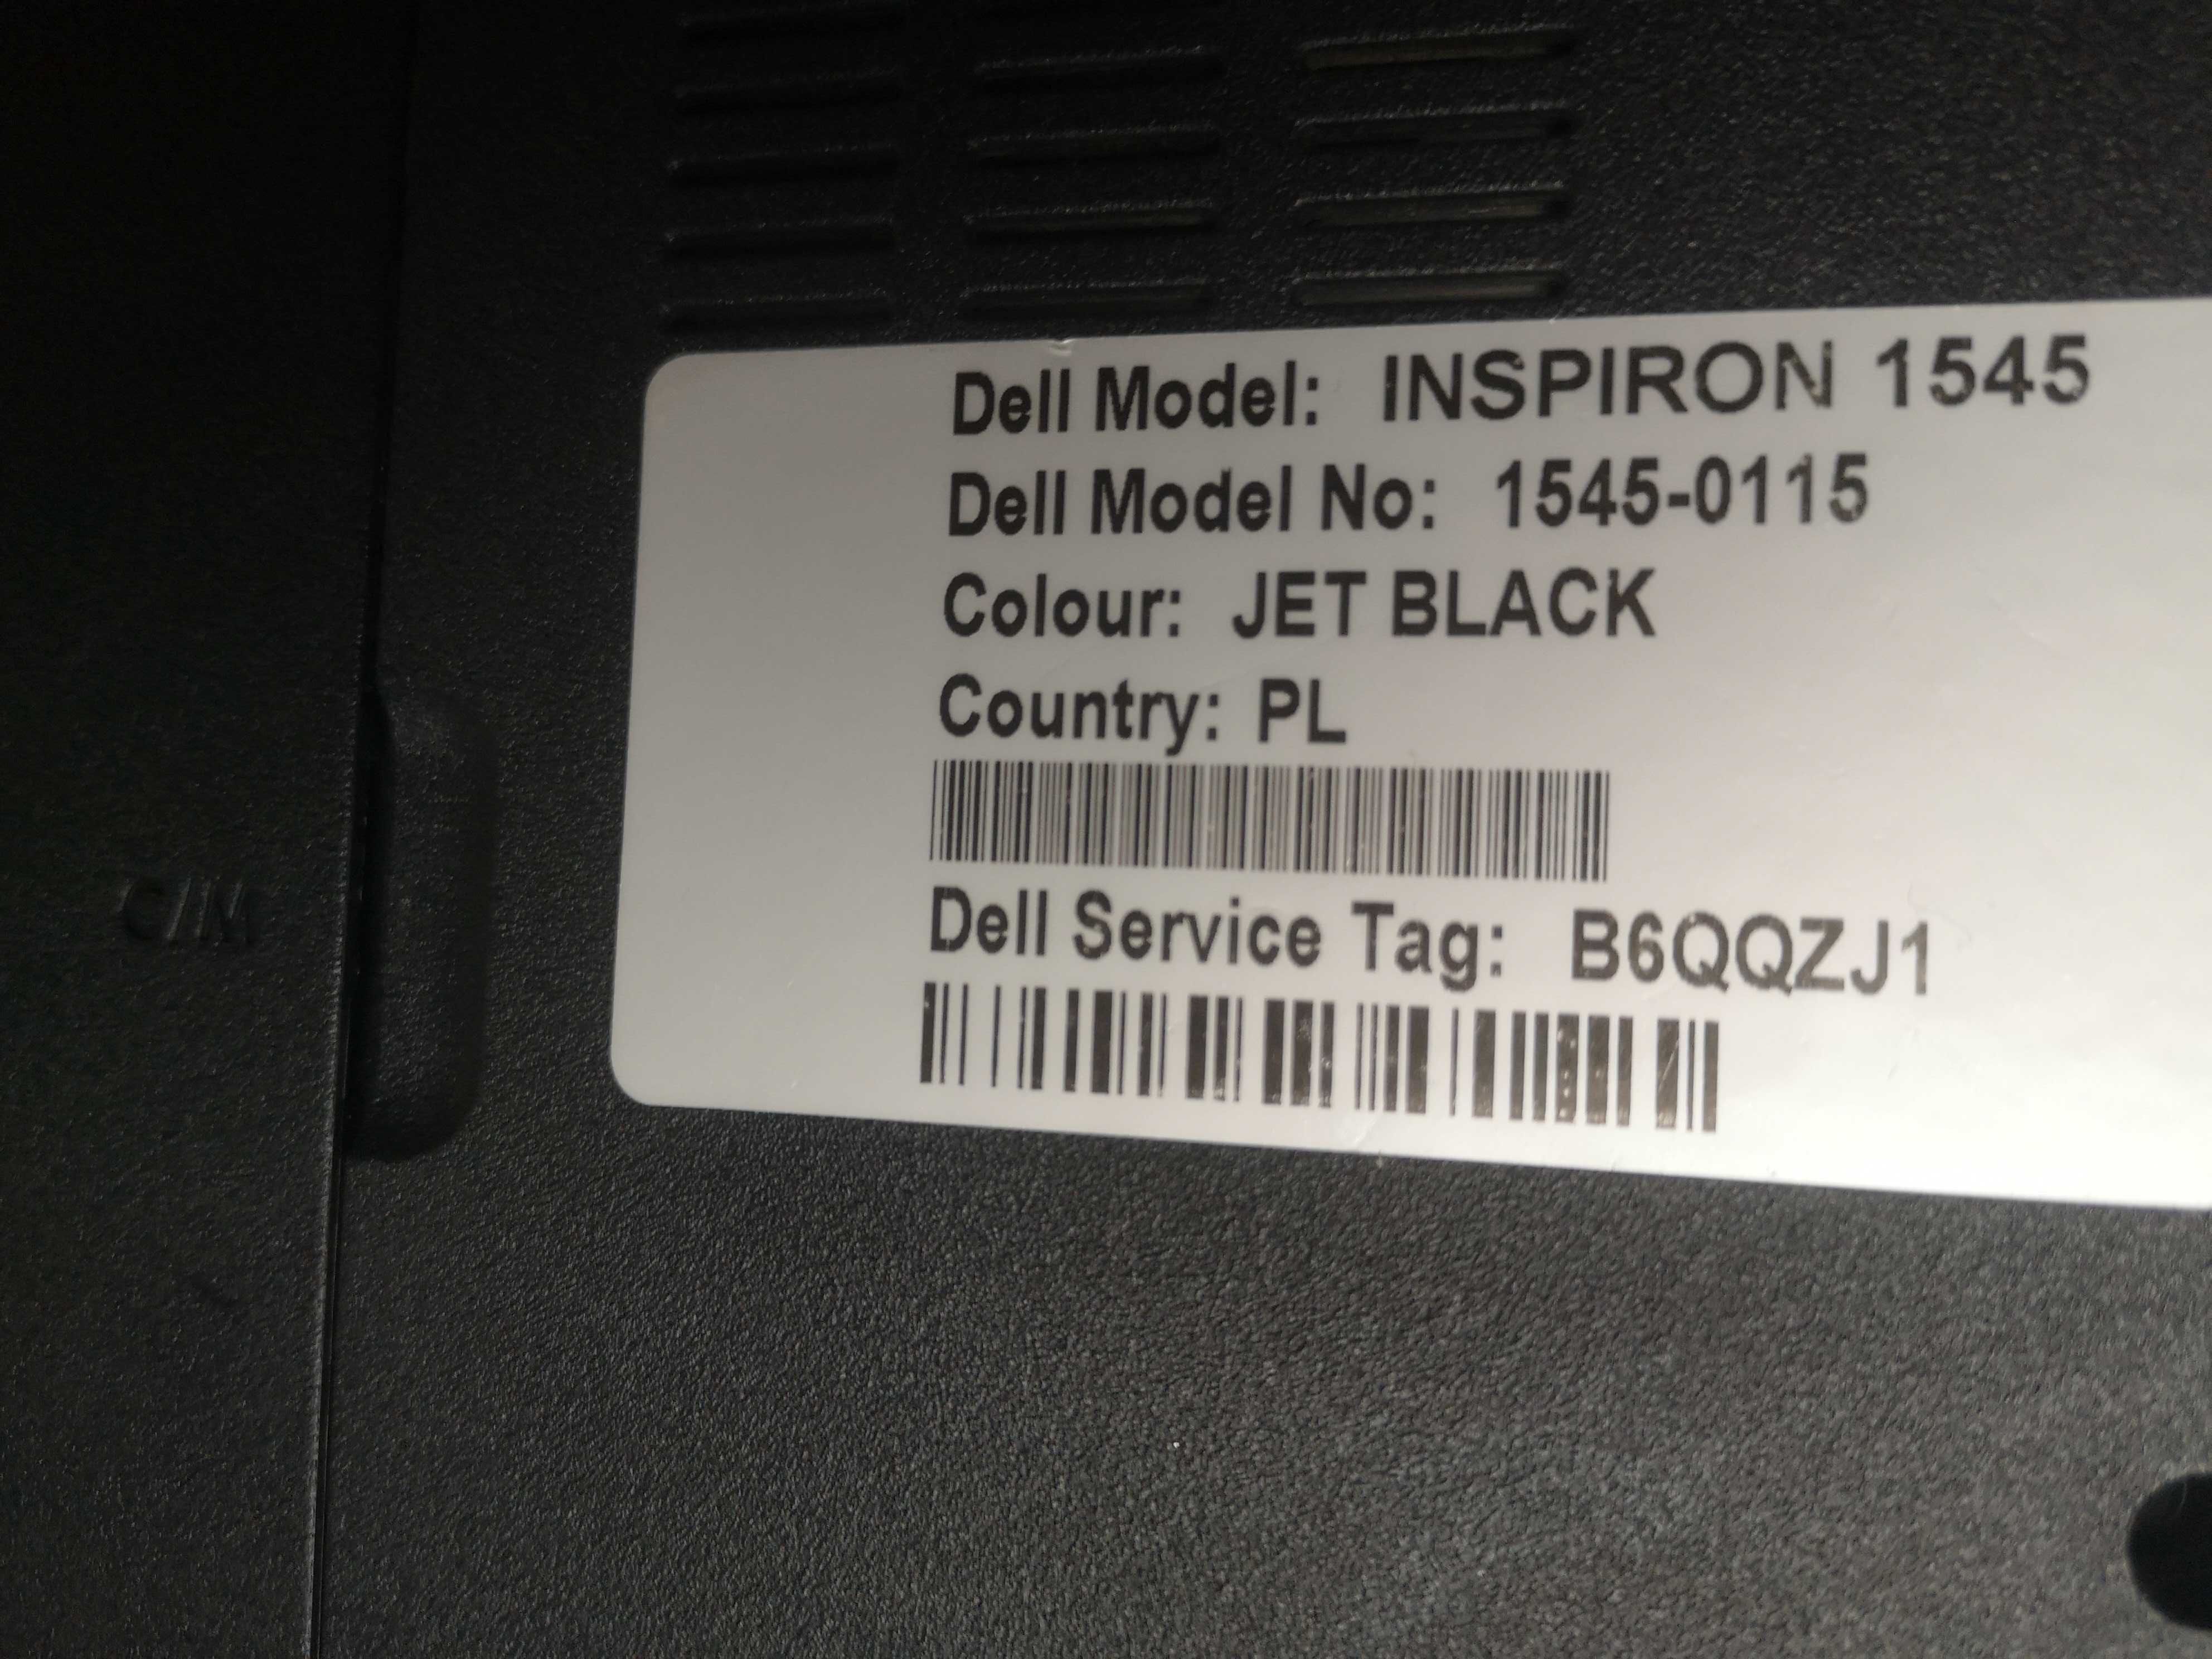 Dell Model: INSPIRON 1545
Dell Model No: 1545-0115
Colour: JET BLACK
Country: PL
Dell Service Tag: B6QQZJ1
C/M